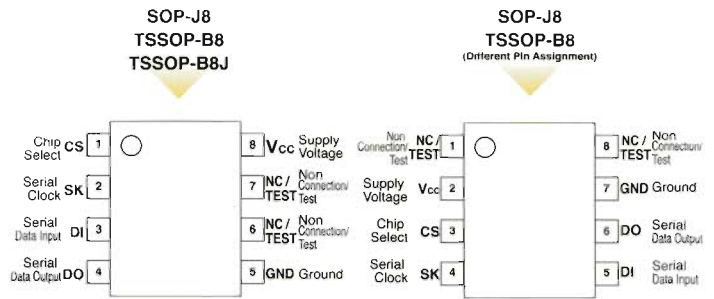 SOP-J8
TSSOP-B8
TSSOP-B8J
Chip Select CS 1
Serial Clock SK 2
Serial Data Input DI 3
Serial Data Output DO 4
8 Vcc Supply Voltage
7 NC / TEST Non Connection/ Test
6 NC / TEST Non Connection/ Test
5 GND Ground
SOP-J8
TSSOP-B8
(Different Pin Assignment)
Non Connection/ Test NC / TEST 1
Supply Voltage Vcc 2
Chip Select CS 3
Serial Clock SK 4
8 NC / TEST Non Connection/ Test
7 GND Ground
6 DO Serial Data Output
5 DI Serial Data Input